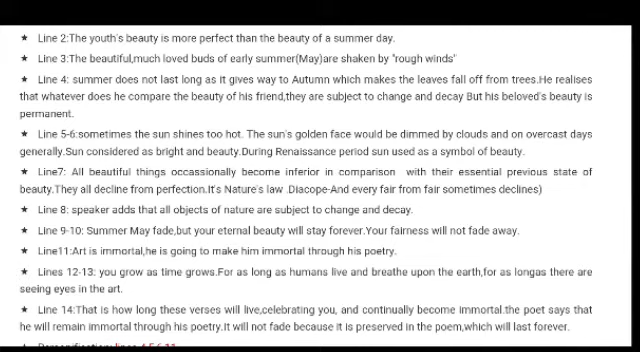 ★ Line 2:The youth's beauty is more perfect than the beauty of a summer day.
★ Line 3:The beautiful,much loved buds of early summer(May)are shaken by "rough winds"
★ Line 4: summer does not last long as it gives way to Autumn which makes the leaves fall off from trees.He realises
that whatever does he compare the beauty of his friend,they are subject to change and decay But his beloved's beauty is
permanent.
★ Line 5-6:sometimes the sun shines too hot. The sun's golden face would be dimmed by clouds and on overcast days
generally.Sun considered as bright and beauty.During Renaissance period sun used as a symbol of beauty.
★ Line7: All beautiful things occassionally become inferior in comparison with their essential previous state of
beauty.They all decline from perfection.It's Nature's law .Diacope-And every fair from fair sometimes declines)
★ Line 8: speaker adds that all objects of nature are subject to change and decay.
★ Line 9-10: Summer May fade,but your eternal beauty will stay forever.Your fairness will not fade away.
★ Line11:Art is immortal,he is going to make him immortal through his poetry.
★ Lines 12-13: you grow as time grows.For as long as humans live and breathe upon the earth,for as longas there are
seeing eyes in the art.
★ Line 14:That is how long these verses will live,celebrating you, and continually become immortal.the poet says that
he will remain immortal through his poetry.It will not fade because it is preserved in the poem,which will last forever.